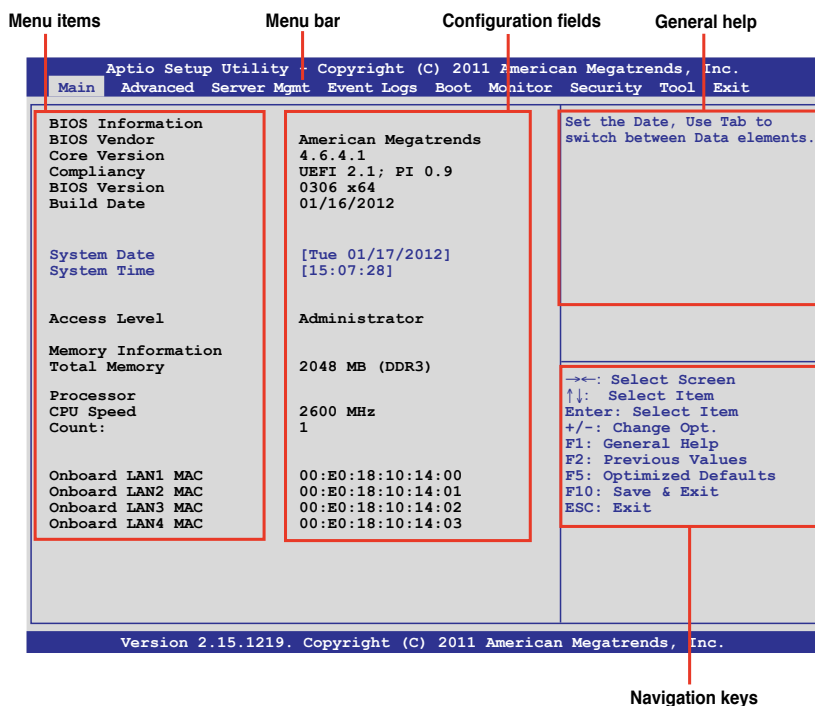 Menu items Menu bar Configuration fields General help
Aptio Setup Utility - Copyright (C) 2011 American Megatrends, Inc.
Main Advanced Server Mgmt Event Logs Boot Monitor Security Tool Exit
BIOS Information
BIOS Vendor American Megatrends
Core Version 4.6.4.1
Compliancy UEFI 2.1; PI 0.9
BIOS Version 0306 x64
Build Date 01/16/2012
System Date [Tue 01/17/2012]
System Time [15:07:28]
Access Level Administrator
Memory Information
Total Memory 2048 MB (DDR3)
Processor
CPU Speed 2600 MHz
Count: 1
Onboard LAN1 MAC 00:E0:18:10:14:00
Onboard LAN2 MAC 00:E0:18:10:14:01
Onboard LAN3 MAC 00:E0:18:10:14:02
Onboard LAN4 MAC 00:E0:18:10:14:03
Set the Date, Use Tab to
switch between Data elements.
→←: Select Screen
↑↓: Select Item
Enter: Select Item
+/-: Change Opt.
F1: General Help
F2: Previous Values
F5: Optimized Defaults
F10: Save & Exit
ESC: Exit
Version 2.15.1219. Copyright (C) 2011 American Megatrends, Inc.
Navigation keys